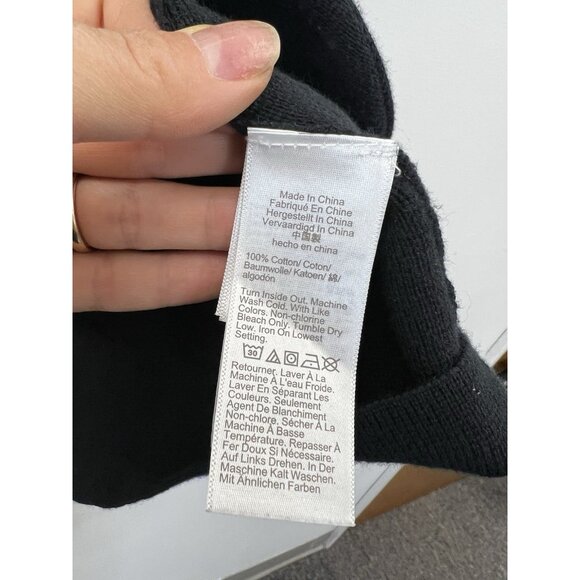 Made In China
Fabriqué En Chine
Hergestellt In China
Vervaardigd In China
中国製
hecho en china
100% Cotton/ Coton/
Baumwolle/ Katoen/ 綿/
algodón
Turn Inside Out. Machine
Wash Cold. With Like
Colors. Non-chlorine
Bleach Only. Tumble Dry
Low. Iron On Lowest
Setting.
30
Retourner. Laver À La
Machine À L'eau Froide.
Laver En Séparant Les
Couleurs. Seulement
Agent De Blanchiment
Non-chlore. Sécher À La
Machine À Basse
Température. Repasser À
Fer Doux Si Nécessaire.
Auf Links Drehen. In Der
Maschine Kalt Waschen.
Mit Ähnlichen Farben